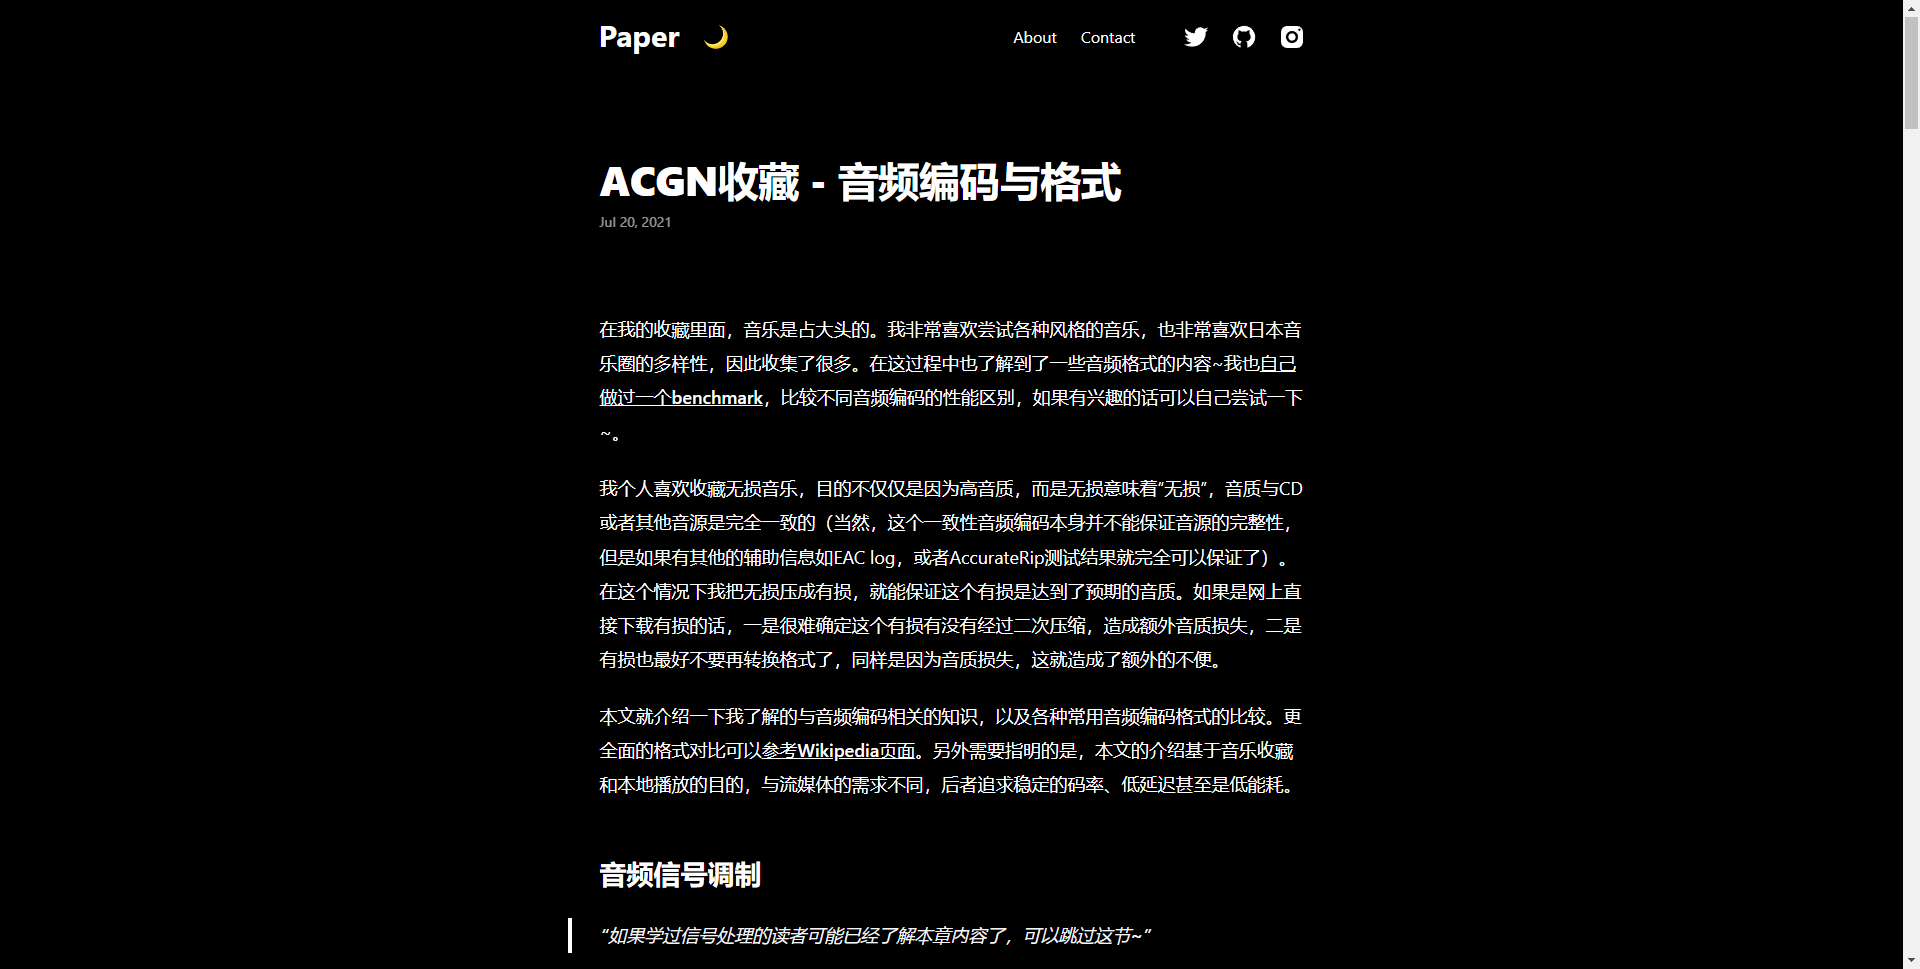 Paper 🌙
About Contact
ACGN收藏 - 音频编码与格式
Jul 20, 2021
在我的收藏里面，音乐是占大头的。我非常喜欢尝试各种风格的音乐，也非常喜欢日本音
乐圈的多样性，因此收集了很多。在这过程中也了解到了一些音频格式的内容~我也自己
做过一个benchmark，比较不同音频编码的性能区别，如果有兴趣的话可以自己尝试一下
~。
我个人喜欢收藏无损音乐，目的不仅仅是因为高音质，而是无损意味着“无损”，音质与CD
或者其他音源是完全一致的（当然，这个一致性音频编码本身并不能保证音源的完整性，
但是如果有其他的辅助信息如EAC log，或者AccurateRip测试结果就完全可以保证了）。
在这个情况下我把无损压成有损，就能保证这个有损是达到了预期的音质。如果是网上直
接下载有损的话，一是很难确定这个有损有没有经过二次压缩，造成额外音质损失，二是
有损也最好不要再转换格式了，同样是因为音质损失，这就造成了额外的不便。
本文就介绍一下我了解的与音频编码相关的知识，以及各种常用音频编码格式的比较。更
全面的格式对比可以参考Wikipedia页面。另外需要指明的是，本文的介绍基于音乐收藏
和本地播放的目的，与流媒体的需求不同，后者追求稳定的码率、低延迟甚至是低能耗。
音频信号调制
“如果学过信号处理的读者可能已经了解本章内容了，可以跳过这节~”